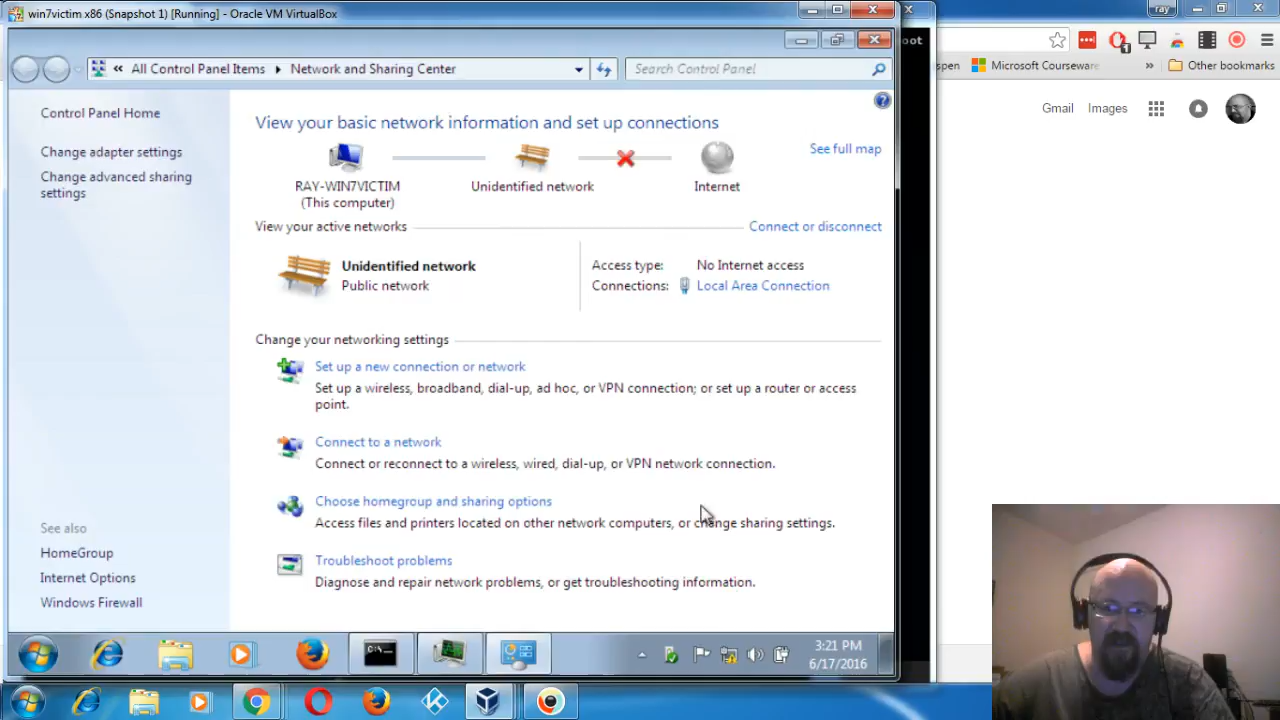 win7victim x86 (Snapshot 1) [Running] - Oracle VM VirtualBox
ray
oot
« All Control Panel Items ▸ Network and Sharing Center
Search Control Panel
spen
Microsoft Courseware
»
Other bookmarks
Gmail
Images
Control Panel Home
Change adapter settings
Change advanced sharing
settings
View your basic network information and set up connections
See full map
RAY-WIN7VICTIM
(This computer)
Unidentified network
Internet
View your active networks
Connect or disconnect
Unidentified network
Public network
Access type: No Internet access
Connections: Local Area Connection
Change your networking settings
Set up a new connection or network
Set up a wireless, broadband, dial-up, ad hoc, or VPN connection; or set up a router or access
point.
Connect to a network
Connect or reconnect to a wireless, wired, dial-up, or VPN network connection.
Choose homegroup and sharing options
Access files and printers located on other network computers, or change sharing settings.
Troubleshoot problems
Diagnose and repair network problems, or get troubleshooting information.
See also
HomeGroup
Internet Options
Windows Firewall
3:21 PM
6/17/2016